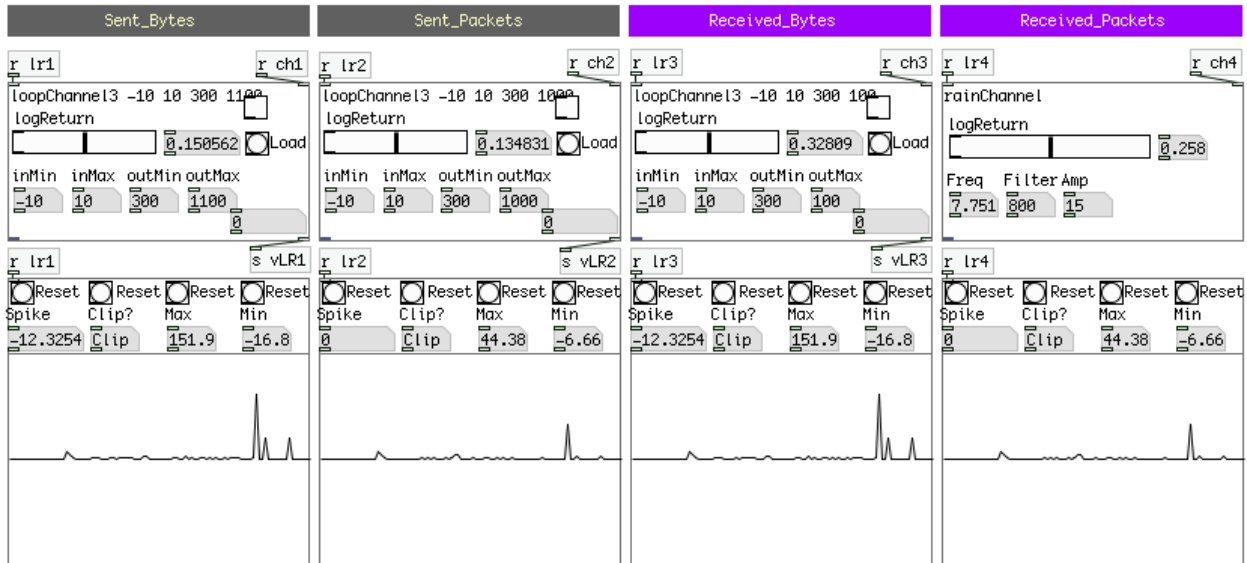 Sent_Bytes Sent_Packets Received_Bytes Received_Packets
r lr1 r ch1 r lr2 r ch2 r lr3 r ch3 r lr4 r ch4
loopChannel3 -10 10 300 1100 loopChannel3 -10 10 300 1000 loopChannel3 -10 10 300 100 rainChannel
logReturn logReturn logReturn logReturn
0.150562 Load 0.134831 Load 0.32809 Load 0.258
inMin inMax outMin outMax inMin inMax outMin outMax inMin inMax outMin outMax Freq Filter Amp
-10 10 300 1100 -10 10 300 1000 -10 10 300 100 7.751 800 15
0 0 0
r lr1 s vLR1 r lr2 s vLR2 r lr3 s vLR3 r lr4
Reset Reset Reset Reset Reset Reset Reset Reset Reset Reset Reset Reset Reset Reset Reset Reset
Spike Clip? Max Min Spike Clip? Max Min Spike Clip? Max Min Spike Clip? Max Min
-12.3254 Clip 151.9 -16.8 0 Clip 44.38 -6.66 -12.3254 Clip 151.9 -16.8 0 Clip 44.38 -6.66